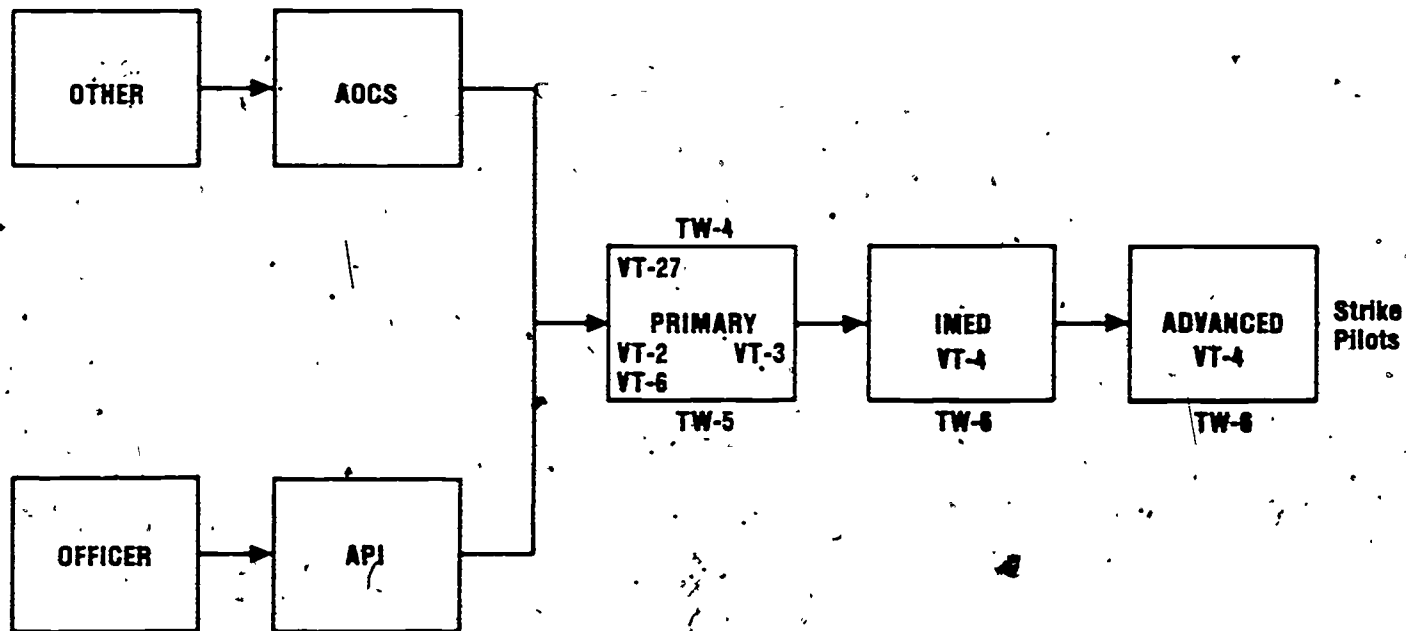 OTHER
AOCS
TW-4
VT-27
PRIMARY
VT-2 VT-3
VT-6
TW-5
IMED
VT-4
TW-6
ADVANCED
VT-4
TW-6
Strike
Pilots
OFFICER
API